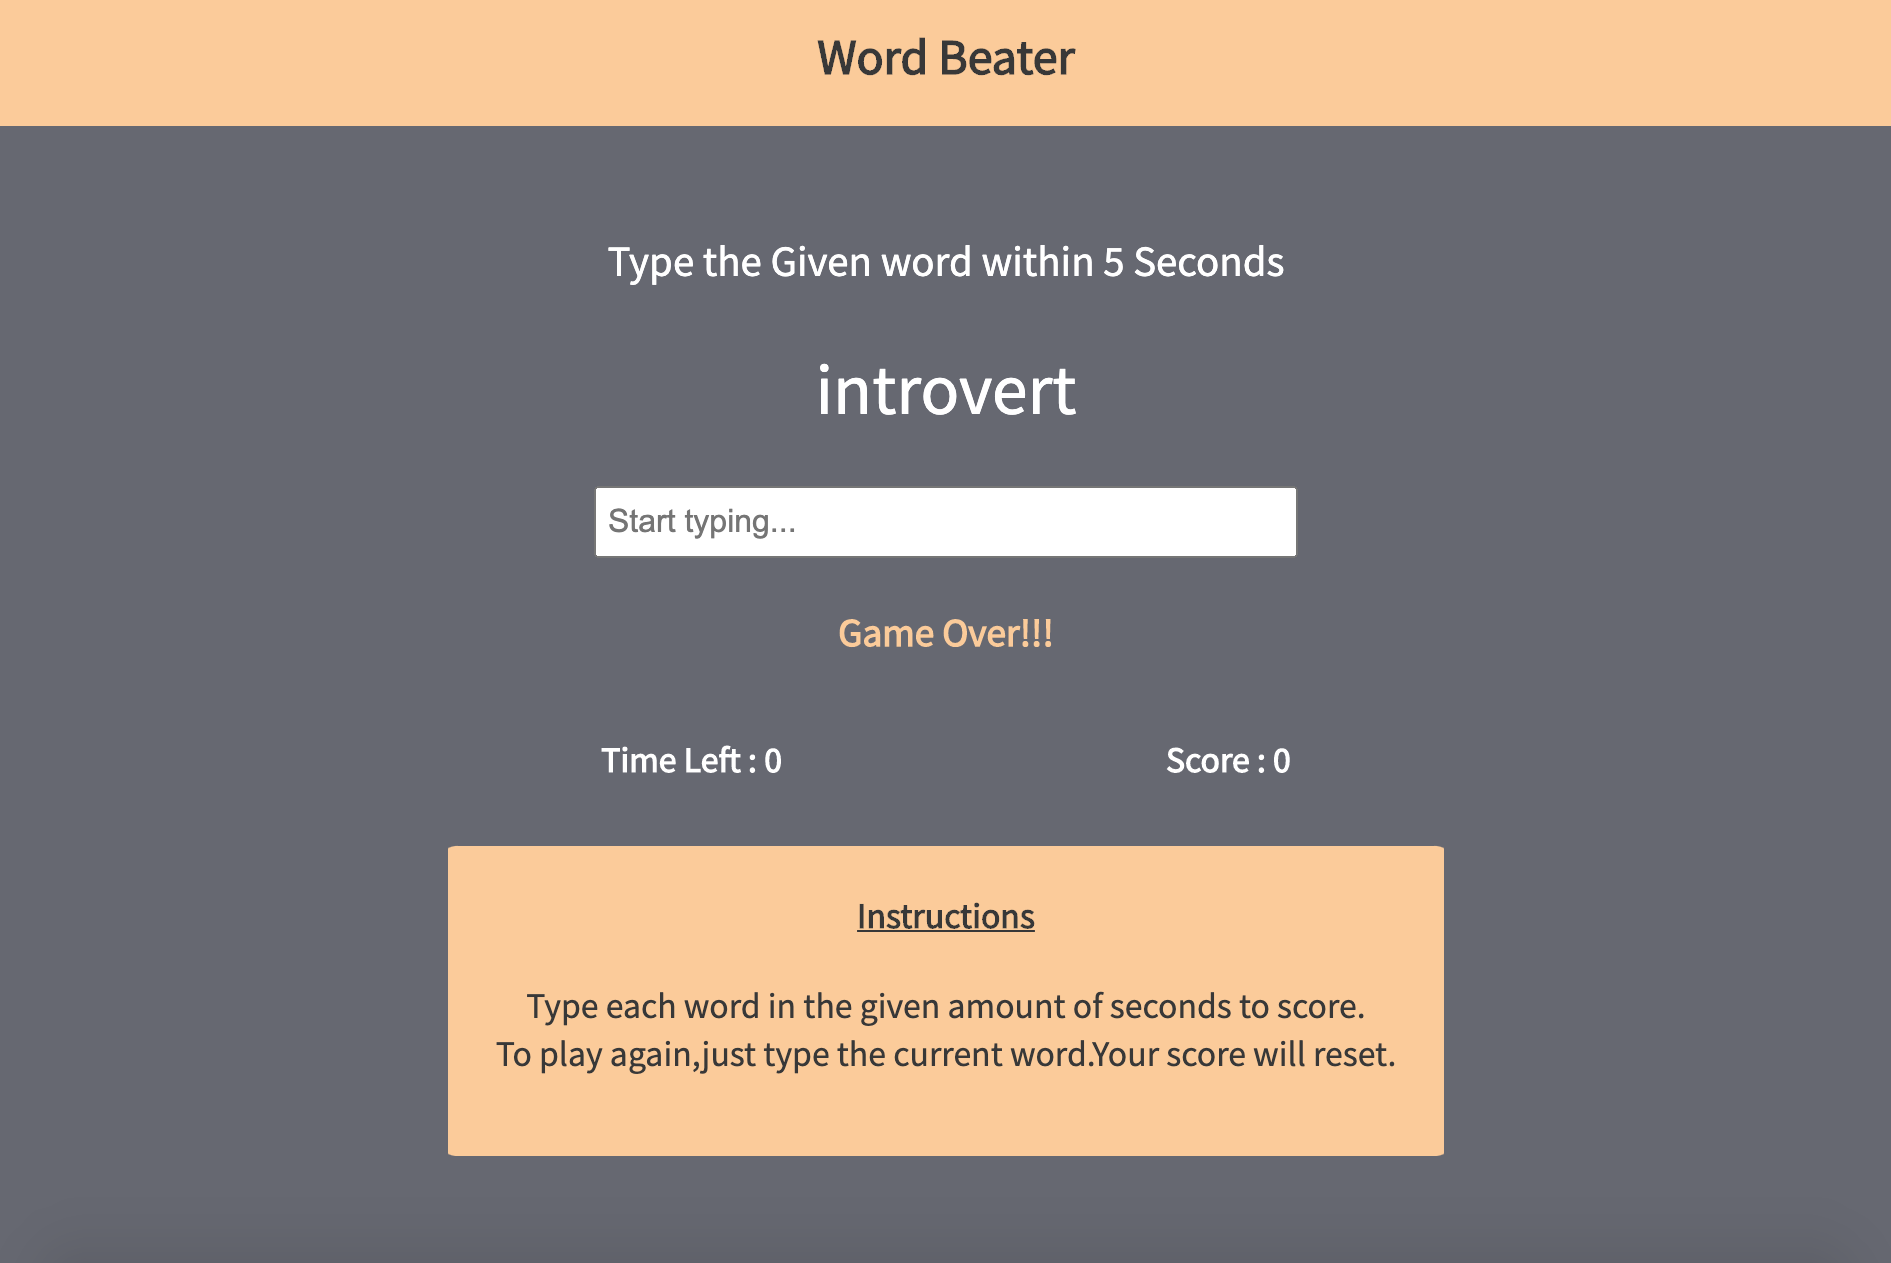 Word Beater
Type the Given word within 5 Seconds
introvert
Start typing...
Game Over!!!
Time Left : 0
Score : 0
Instructions
Type each word in the given amount of seconds to score.
To play again,just type the current word.Your score will reset.